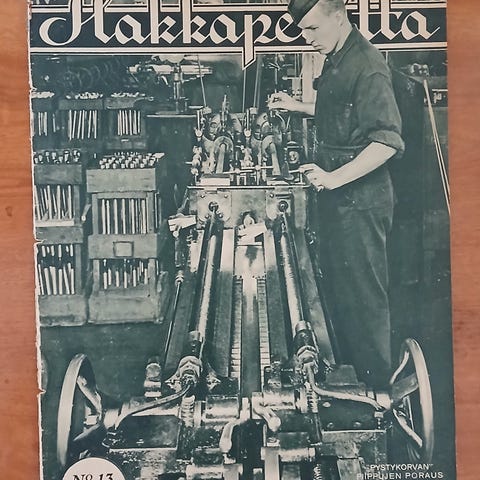 Hakkapeliitta
No 13
"PYSTYKORVAN"
PIIPPUJEN PORAUS